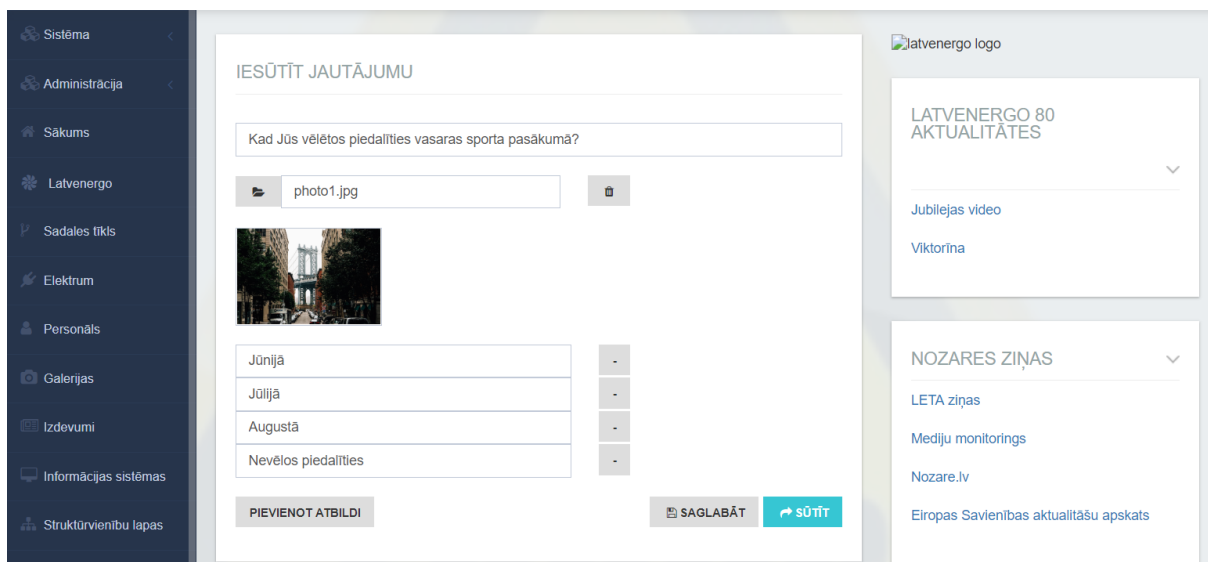 Sistēma
Administrācija
Sākums
Latvenergo
Sadales tīkls
Elektrum
Personāls
Galerijas
Izdevumi
Informācijas sistēmas
Struktūrvienību lapas
IESŪTĪT JAUTĀJUMU
Kad Jūs vēlētos piedalīties vasaras sporta pasākumā?
photo1.jpg
Jūnijā
-
Jūlijā
-
Augustā
-
Nevēlos piedalīties
-
PIEVIENOT ATBILDI
SAGLABĀT
SŪTĪT
latvenergo logo
LATVENERGO 80
AKTUALITĀTES
Jubilejas video
Viktorīna
NOZARES ZIŅAS
LETA ziņas
Mediju monitorings
Nozare.lv
Eiropas Savienības aktualitāšu apskats